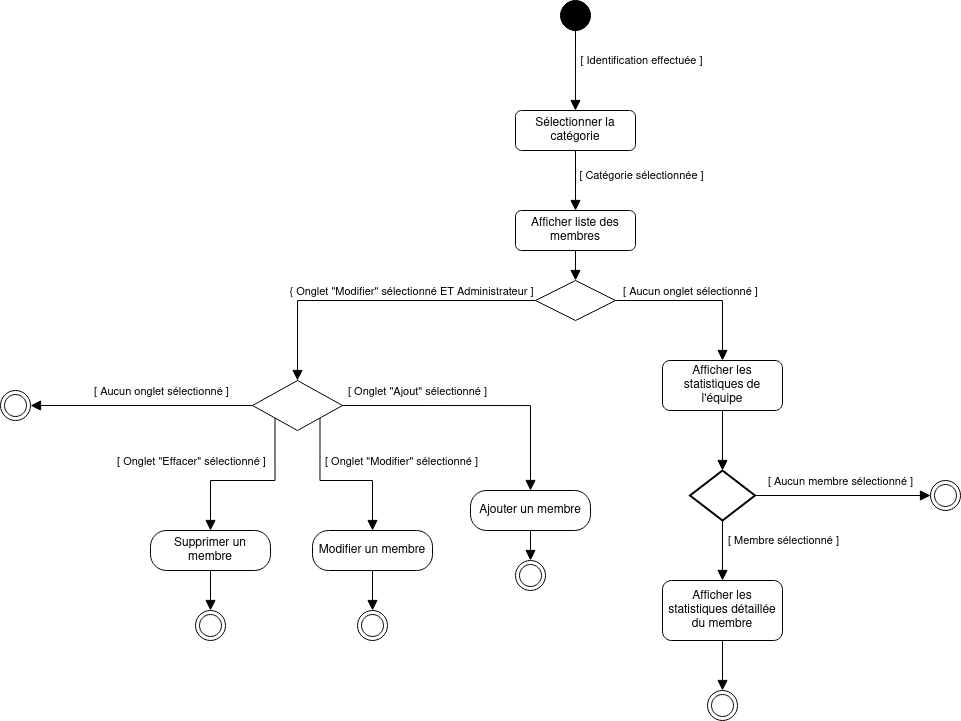 [ Identification effectuée ]
Sélectionner la
catégorie
[ Catégorie sélectionnée ]
Afficher liste des
membres
{ Onglet "Modifier" sélectionné ET Administrateur ]
[ Aucun onglet sélectionné ]
Afficher les
statistiques de
l'équipe
[ Aucun onglet sélectionné ]
[ Onglet "Ajout" sélectionné ]
[ Onglet "Effacer" sélectionné ]
[ Onglet "Modifier" sélectionné ]
[ Aucun membre sélectionné ]
Ajouter un membre
Supprimer un
membre
Modifier un membre
[ Membre sélectionné ]
Afficher les
statistiques détaillée
du membre